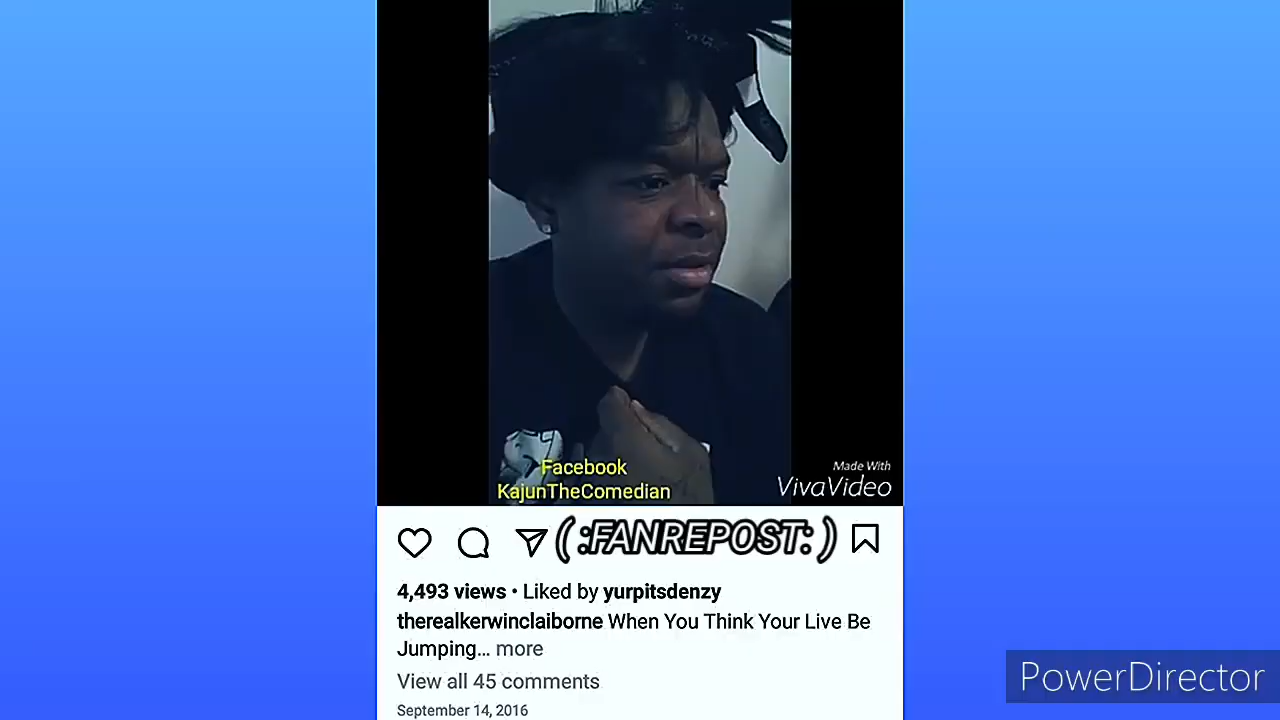 Facebook
KajunTheComedian
Made With
VivaVideo
( :FANREPOST: )
4,493 views • Liked by yurpitsdenzy
therealkerwinclaiborne When You Think Your Live Be
Jumping... more
View all 45 comments
September 14, 2016
PowerDirector